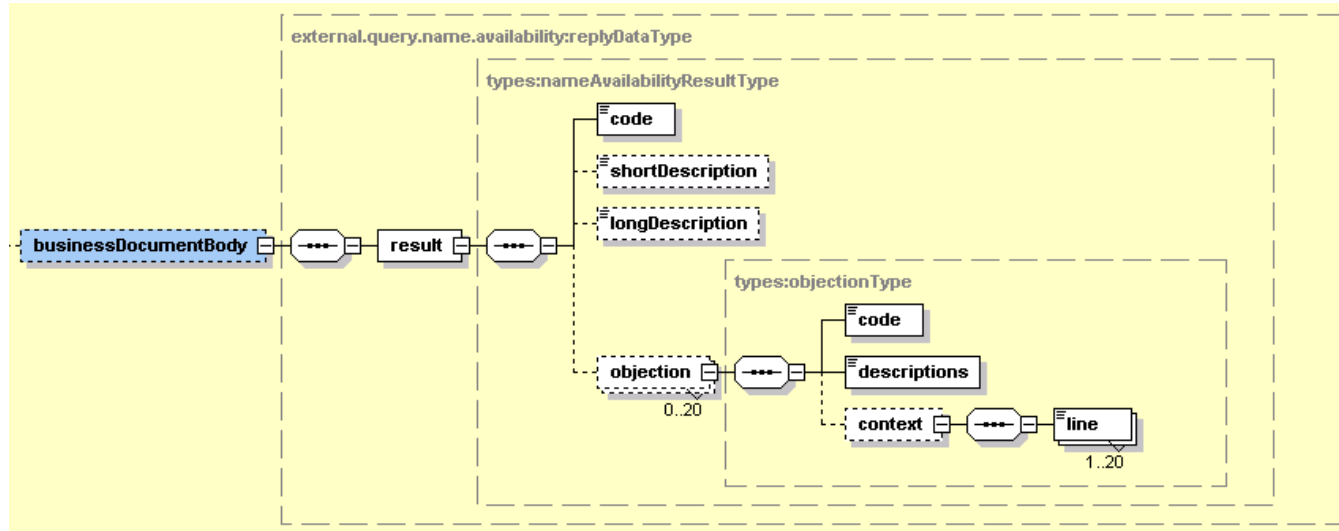 external.query.name.availability:replyDataType
types:nameAvailabilityResultType
code
shortDescription
longDescription
businessDocumentBody
result
types:objectionType
code
objection
0..20
descriptions
context
line
1..20